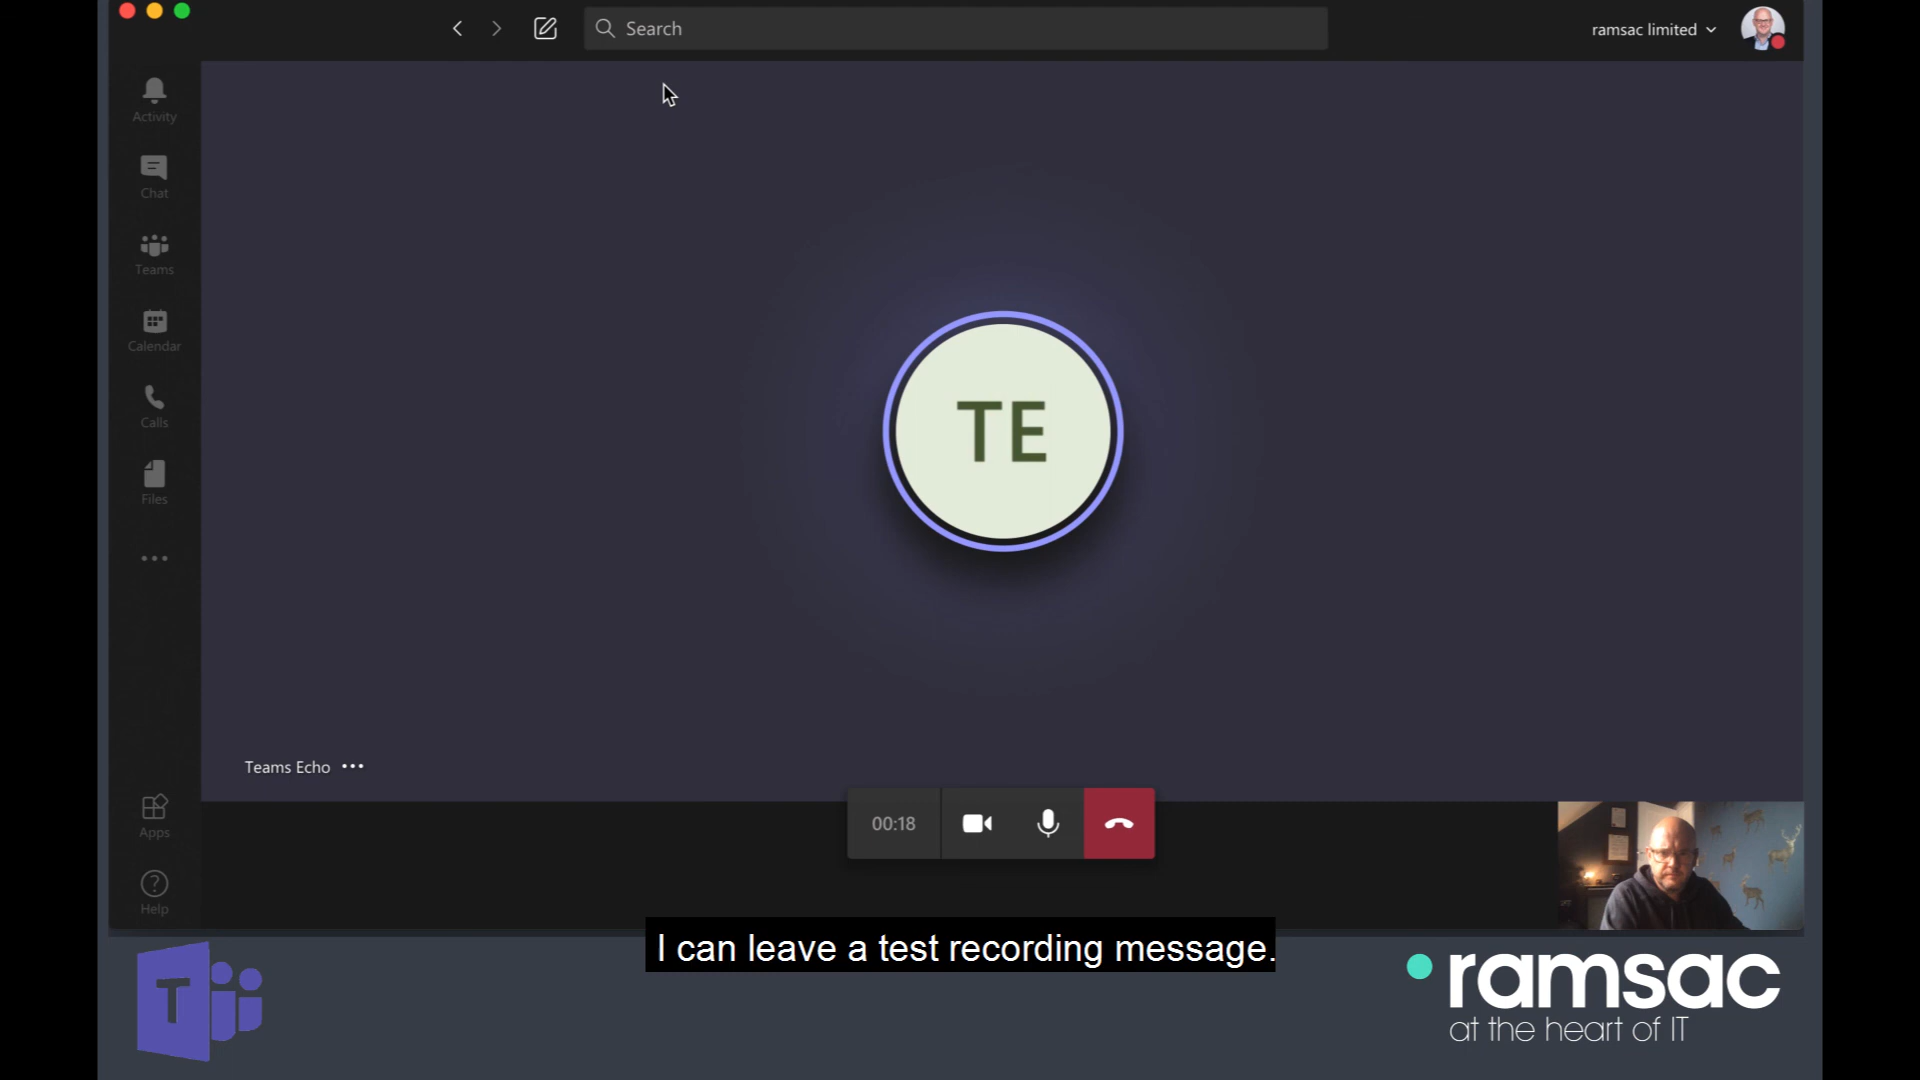 Search
ramsac limited
Activity
Chat
Teams
Calendar
Calls
Files
TE
Teams Echo
00:18
Apps
Help
I can leave a test recording message.
T
ramsac
at the heart of IT